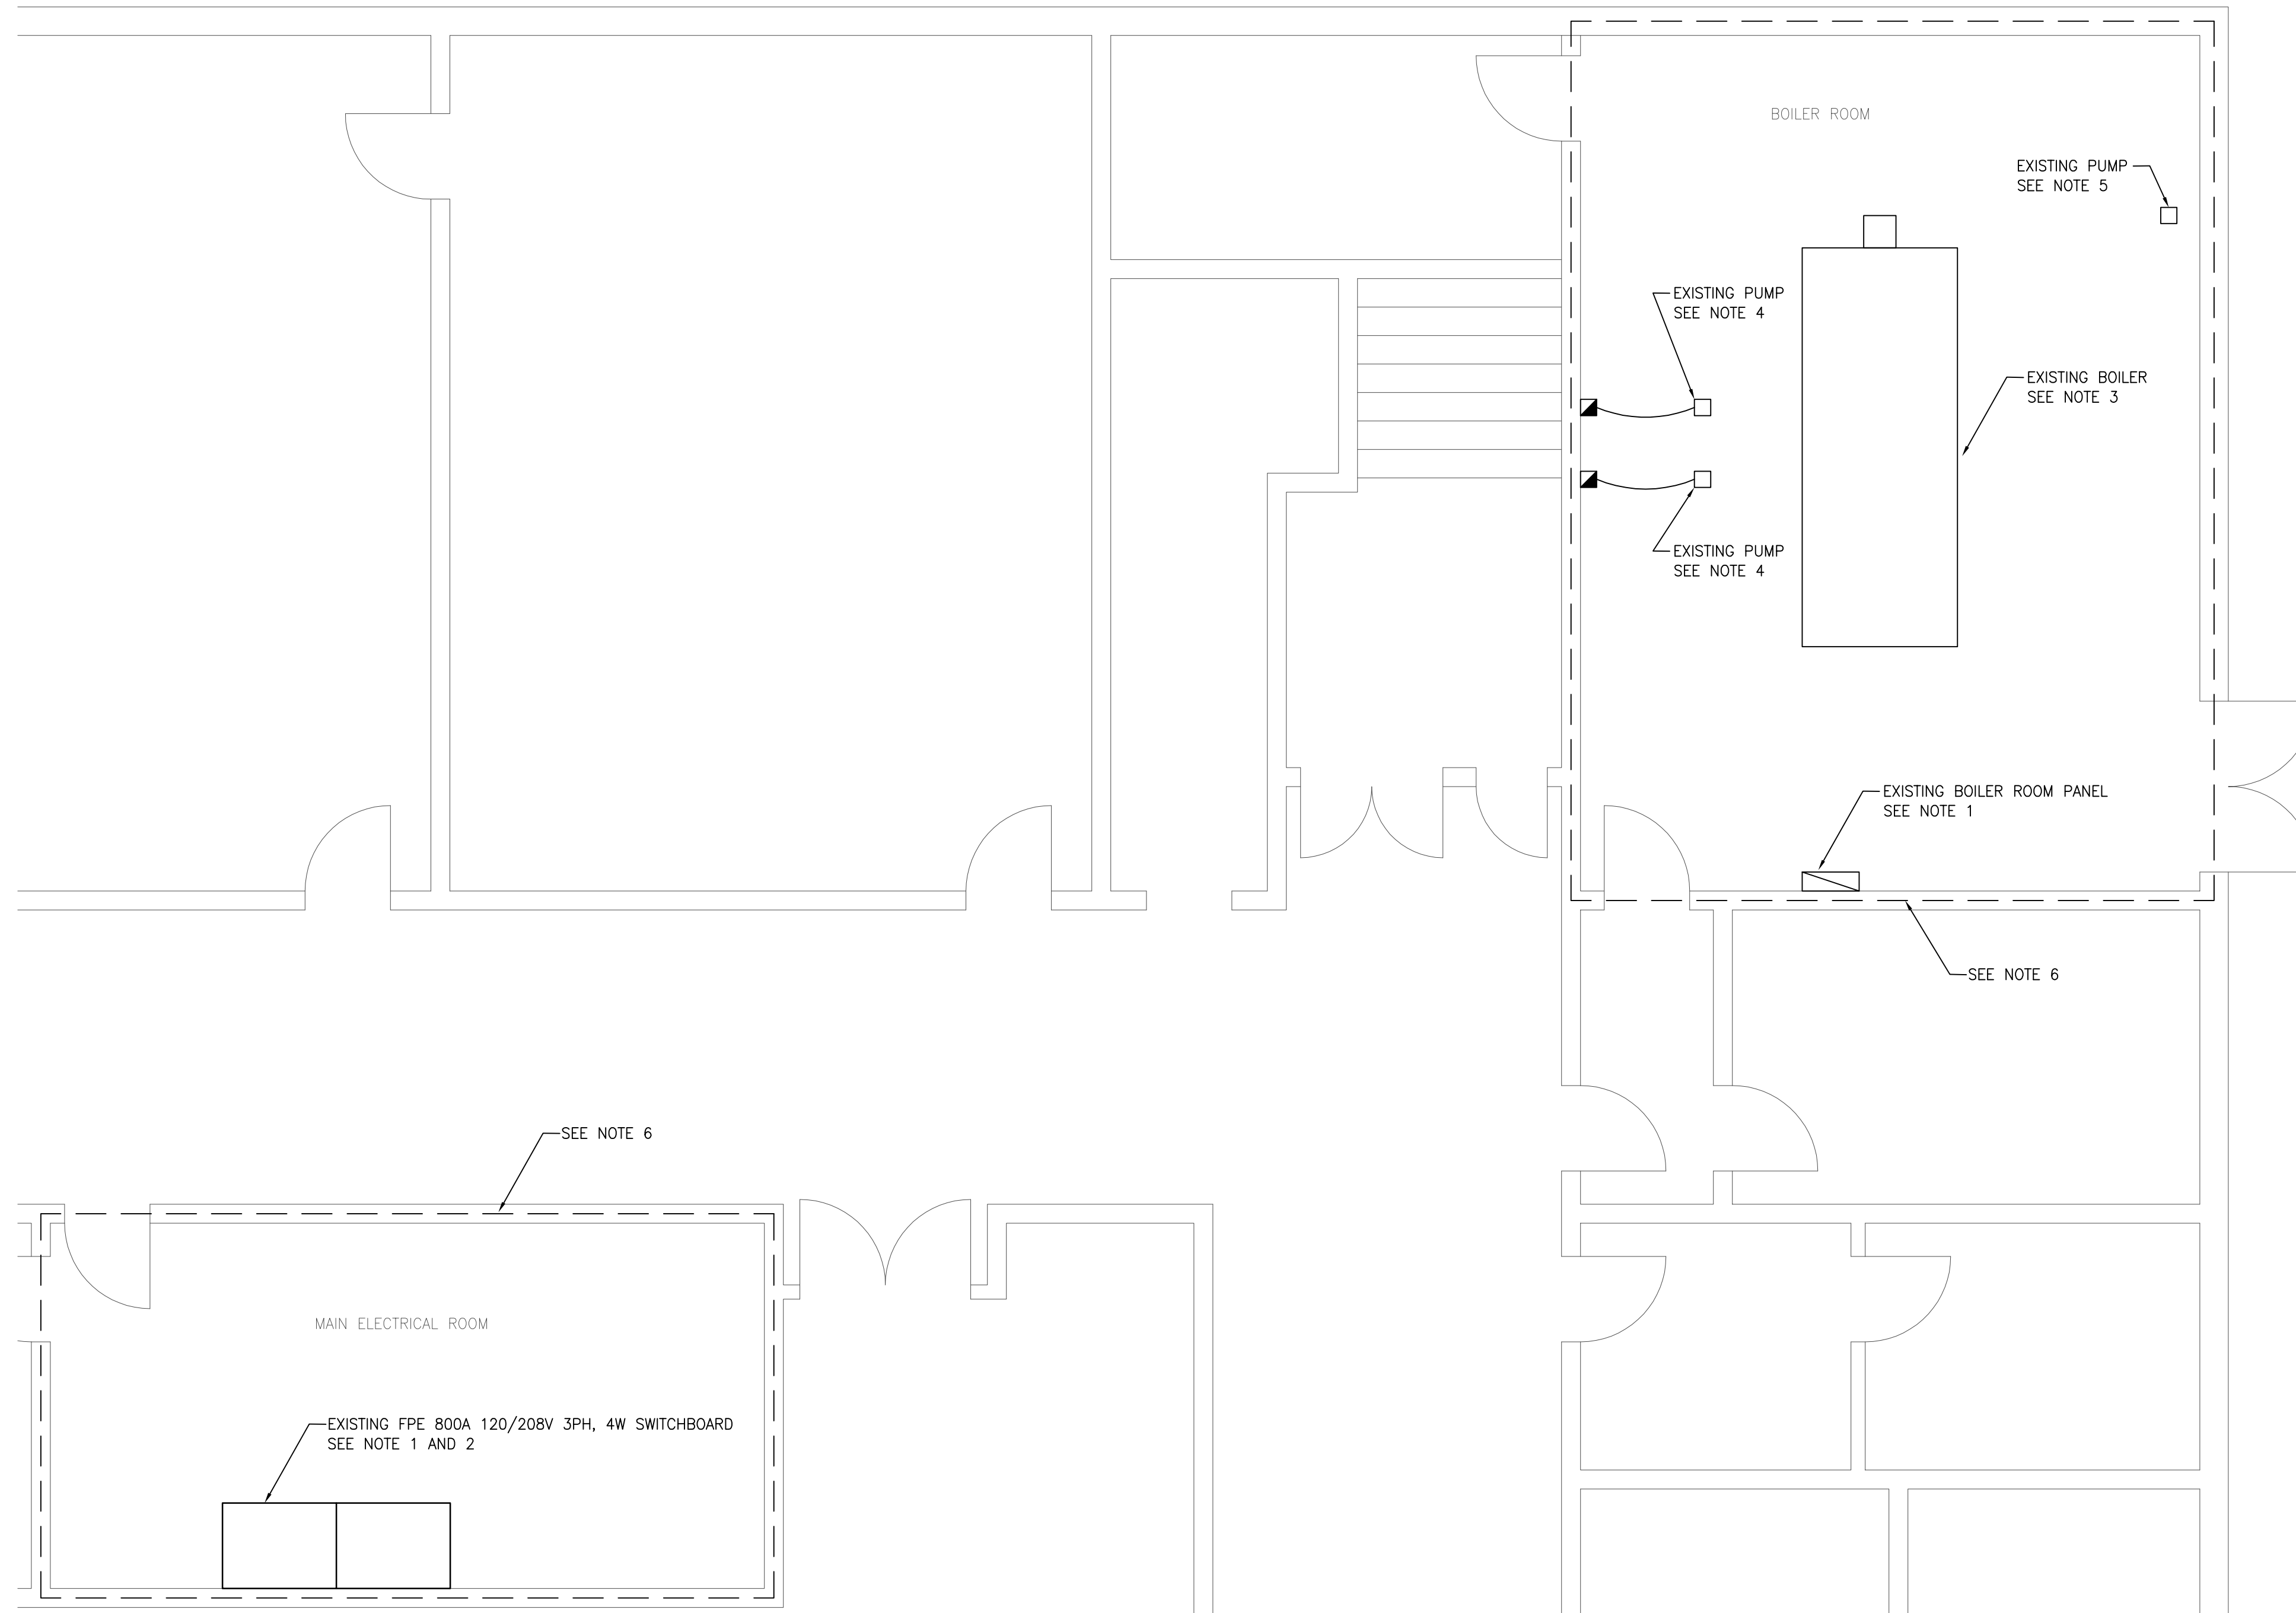 BOILER ROOM
EXISTING PUMP
SEE NOTE 5
EXISTING PUMP
SEE NOTE 4
EXISTING BOILER
SEE NOTE 3
EXISTING PUMP
SEE NOTE 4
EXISTING BOILER ROOM PANEL
SEE NOTE 1
SEE NOTE 6
SEE NOTE 6
MAIN ELECTRICAL ROOM
EXISTING FPE 800A 120/208V 3PH, 4W SWITCHBOARD
SEE NOTE 1 AND 2